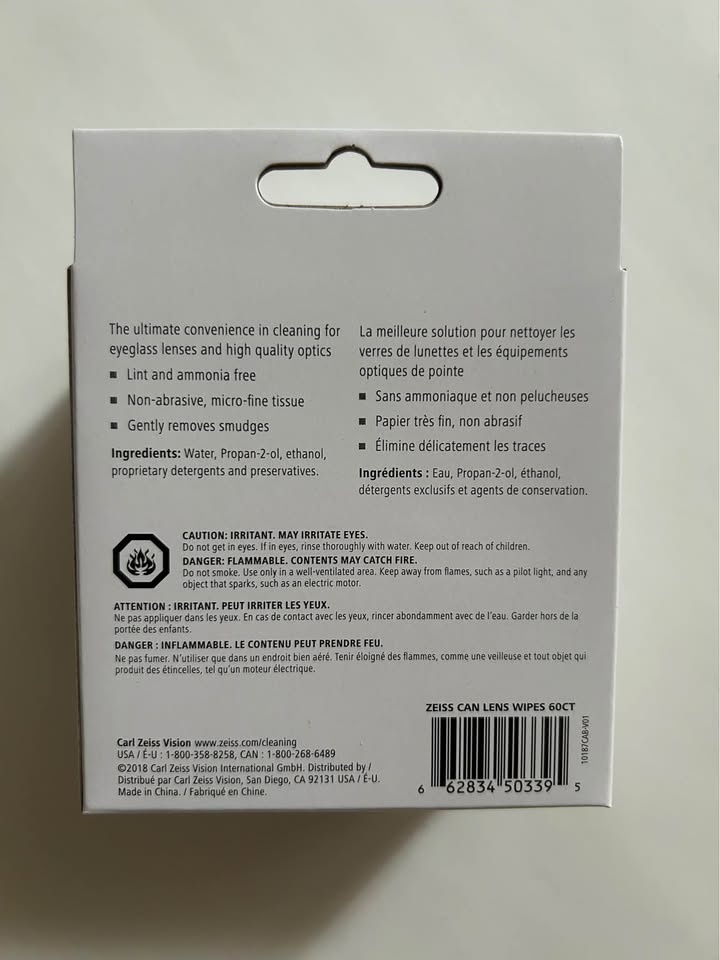 The ultimate convenience in cleaning for
eyeglass lenses and high quality optics
▪ Lint and ammonia free
▪ Non-abrasive, micro-fine tissue
▪ Gently removes smudges
Ingredients: Water, Propan-2-ol, ethanol,
proprietary detergents and preservatives.
La meilleure solution pour nettoyer les
verres de lunettes et les équipements
optiques de pointe
▪ Sans ammoniaque et non pelucheuses
▪ Papier très fin, non abrasif
▪ Élimine délicatement les traces
Ingrédients : Eau, Propan-2-ol, éthanol,
détergents exclusifs et agents de conservation.
CAUTION: IRRITANT. MAY IRRITATE EYES.
Do not get in eyes. If in eyes, rinse thoroughly with water. Keep out of reach of children.
DANGER: FLAMMABLE. CONTENTS MAY CATCH FIRE.
Do not smoke. Use only in a well-ventilated area. Keep away from flames, such as a pilot light, and any
object that sparks, such as an electric motor.
ATTENTION : IRRITANT. PEUT IRRITER LES YEUX.
Ne pas appliquer dans les yeux. En cas de contact avec les yeux, rincer abondamment avec de l'eau. Garder hors de la
portée des enfants.
DANGER : INFLAMMABLE. LE CONTENU PEUT PRENDRE FEU.
Ne pas fumer. N'utiliser que dans un endroit bien aéré. Tenir éloigné des flammes, comme une veilleuse et tout objet qui
produit des étincelles, tel qu'un moteur électrique.
Carl Zeiss Vision www.zeiss.com/cleaning
USA / É-U : 1-800-358-8258, CAN : 1-800-268-6489
©2018 Carl Zeiss Vision International GmbH. Distributed by /
Distribué par Carl Zeiss Vision, San Diego, CA 92131 USA / É-U.
Made in China. / Fabriqué en Chine.
ZEISS CAN LENS WIPES 60CT
6 62834 50339 5
10187CAB-V01